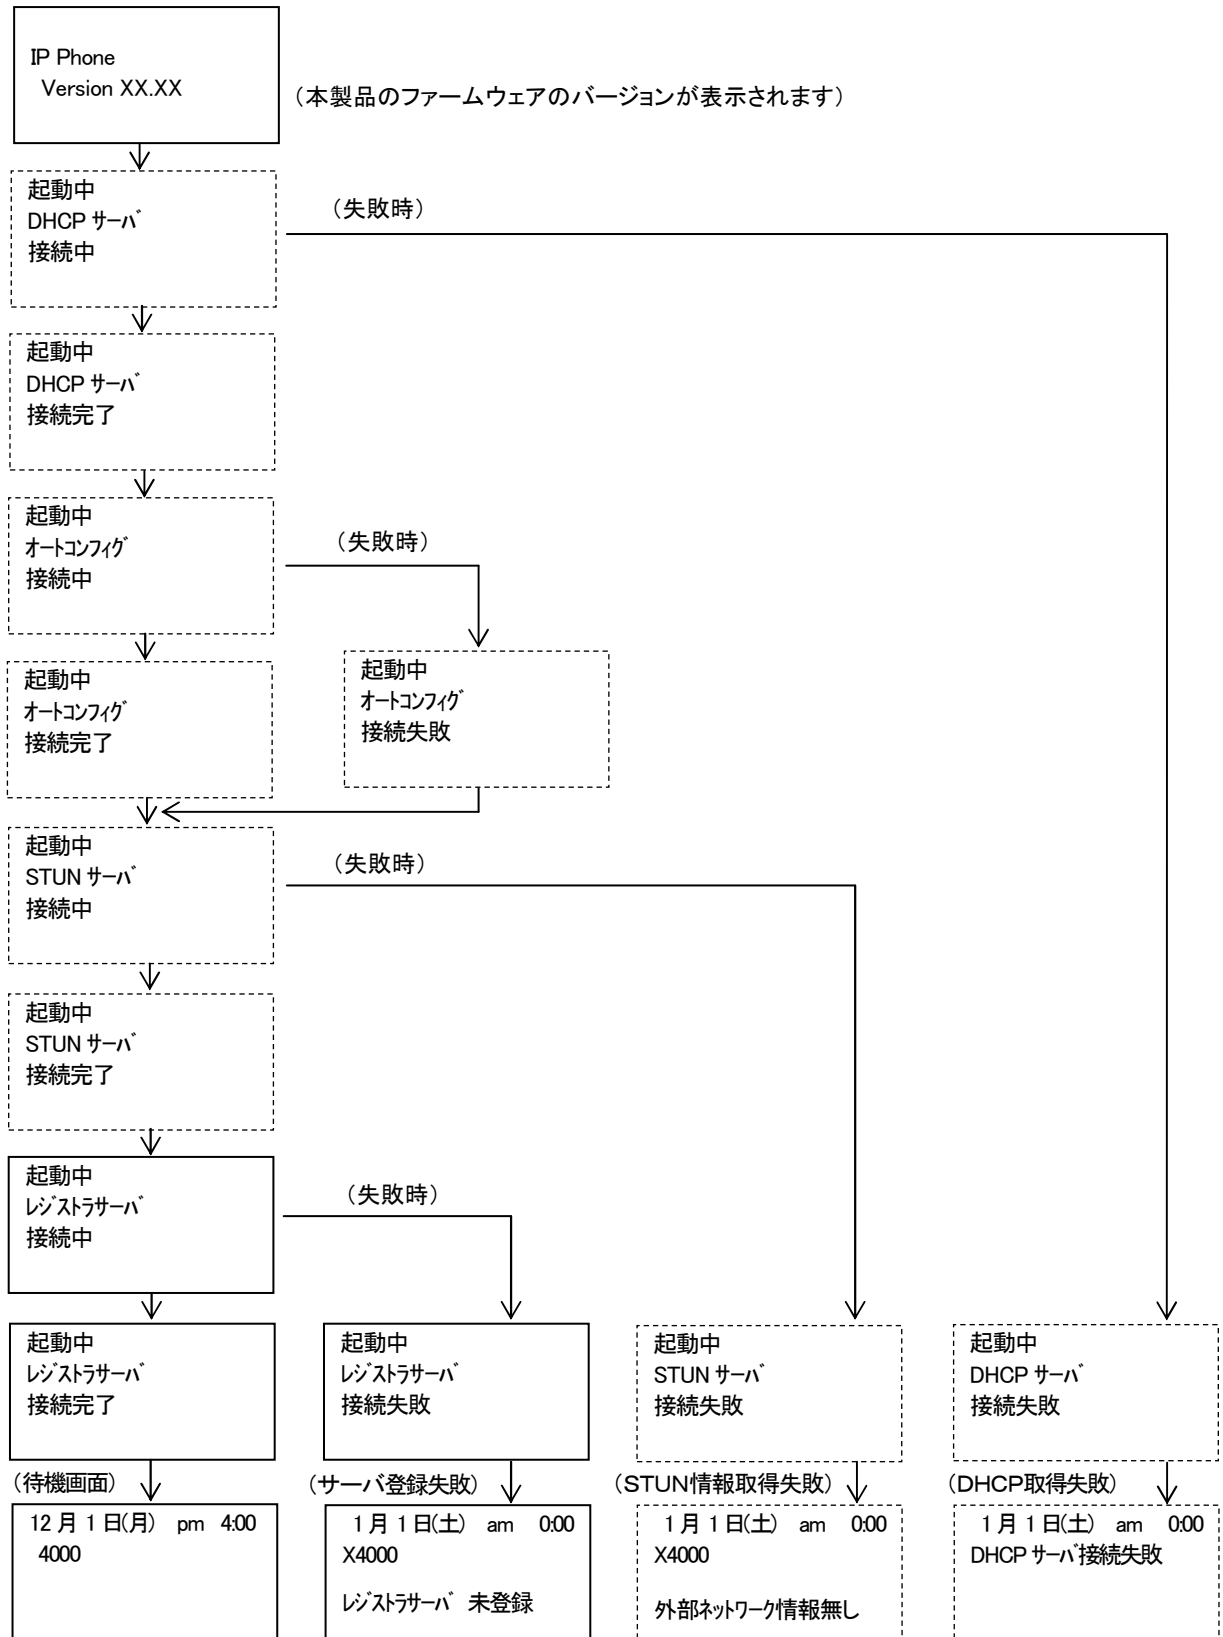 IP Phone
Version XX.XX
（本製品のファームウェアのバージョンが表示されます）
起動中
DHCP ｻｰﾊﾞ
接続中
（失敗時）
起動中
DHCP ｻｰﾊﾞ
接続完了
起動中
ｵｰﾄｺﾝﾌｨｸﾞ
接続中
（失敗時）
起動中
ｵｰﾄｺﾝﾌｨｸﾞ
接続完了
起動中
ｵｰﾄｺﾝﾌｨｸﾞ
接続失敗
起動中
STUN ｻｰﾊﾞ
接続中
（失敗時）
起動中
STUN ｻｰﾊﾞ
接続完了
起動中
ﾚｼﾞｽﾄﾗｻｰﾊﾞ
接続中
（失敗時）
起動中
ﾚｼﾞｽﾄﾗｻｰﾊﾞ
接続完了
起動中
ﾚｼﾞｽﾄﾗｻｰﾊﾞ
接続失敗
起動中
STUN ｻｰﾊﾞ
接続失敗
起動中
DHCP ｻｰﾊﾞ
接続失敗
（待機画面）
12 月 1 日(月) pm 4:00
4000
（サーバ登録失敗）
1 月 1 日(土) am 0:00
X4000
ﾚｼﾞｽﾄﾗｻｰﾊﾞ 未登録
（ＳＴＵＮ情報取得失敗）
1 月 1 日(土) am 0:00
X4000
外部ﾈｯﾄﾜｰｸ情報無し
（ＤＨＣＰ取得失敗）
1 月 1 日(土) am 0:00
DHCP ｻｰﾊﾞ接続失敗